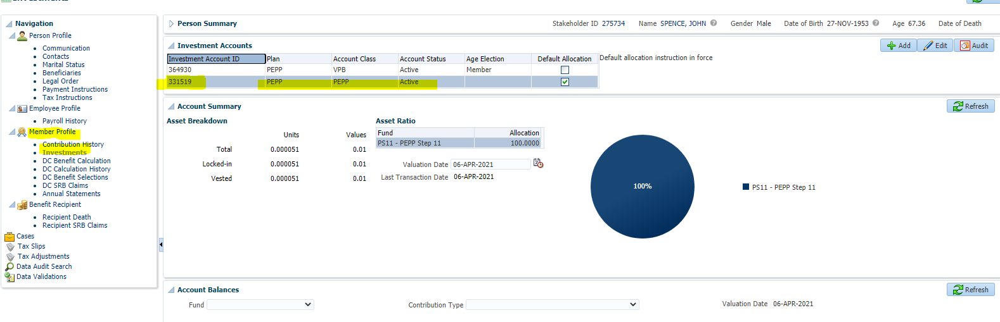 Refresh
Navigation
Person Profile
Communication
Contacts
Marital Status
Beneficiaries
Legal Order
Payment Instructions
Tax Instructions
Employee Profile
Payroll History
Member Profile
Contribution History
Investments
DC Benefit Calculation
DC Calculation History
DC Benefit Selections
DC SRB Claims
Annual Statements
Benefit Recipient
Recipient Death
Recipient SRB Claims
Cases
Tax Slips
Tax Adjustments
Data Audit Search
Data Validations
Person Summary Stakeholder ID 275734 Name SPENCE, JOHN Gender Male Date of Birth 27-NOV-1953 Age 67.36 Date of Death
Investment Accounts Add Edit Audit
Investment Account ID Plan Account Class Account Status Age Election Default Allocation Default allocation instruction in force
364930 PEPP VPB Active Member
331519 PEPP PEPP Active
Account Summary Refresh
Asset Breakdown Asset Ratio
Units Values Fund Allocation
PS11 - PEPP Step 11 100.0000
Total 0.000051 0.01
Locked-in 0.000051 0.01 Valuation Date 06-APR-2021
Vested 0.000051 0.01 Last Transaction Date 06-APR-2021
100% PS11 - PEPP Step 11
Account Balances Refresh
Fund Contribution Type Valuation Date 06-APR-2021